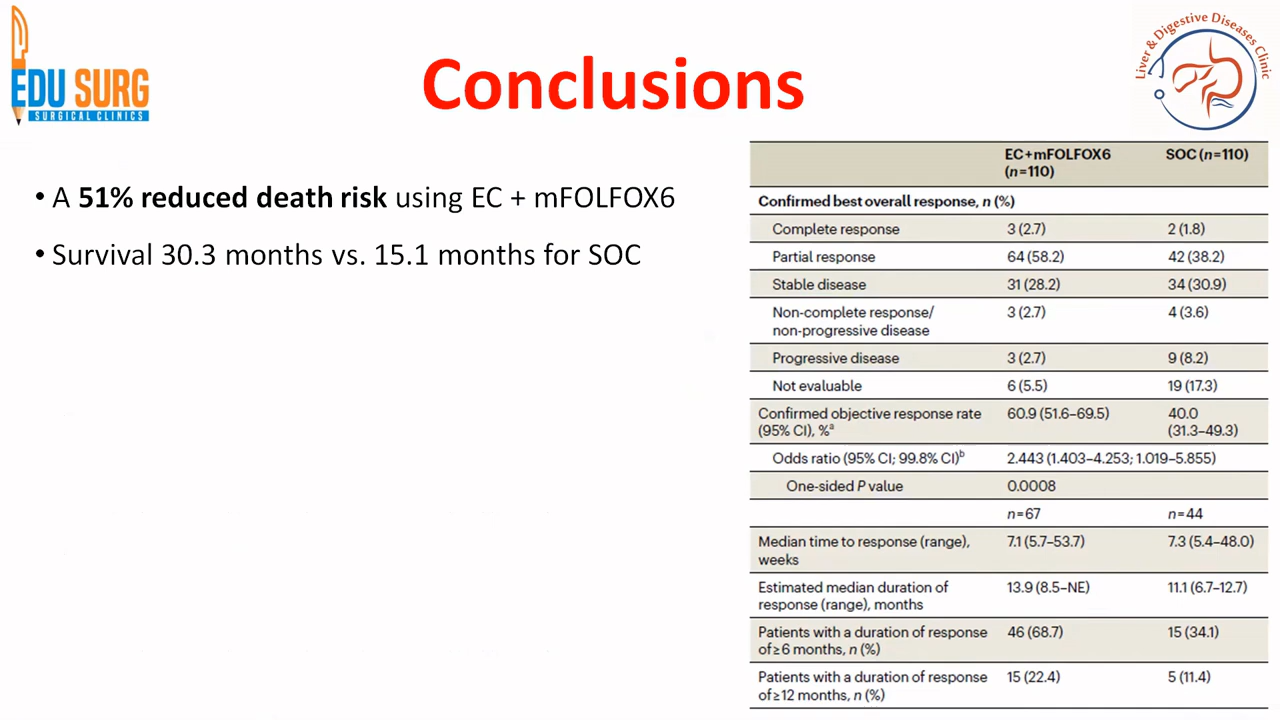 EDU SURG
SURGICAL CLINICS
Conclusions
Liver & Digestive Diseases Clinic
• A 51% reduced death risk using EC + mFOLFOX6
• Survival 30.3 months vs. 15.1 months for SOC
EC+mFOLFOX6 (n=110) SOC (n=110)
Confirmed best overall response, n (%)
Complete response 3 (2.7) 2 (1.8)
Partial response 64 (58.2) 42 (38.2)
Stable disease 31 (28.2) 34 (30.9)
Non-complete response/ 3 (2.7) 4 (3.6)
non-progressive disease
Progressive disease 3 (2.7) 9 (8.2)
Not evaluable 6 (5.5) 19 (17.3)
Confirmed objective response rate 60.9 (51.6–69.5) 40.0
(95% CI), %a (31.3–49.3)
Odds ratio (95% CI; 99.8% CI)b 2.443 (1.403–4.253; 1.019–5.855)
One-sided P value 0.0008
n=67 n=44
Median time to response (range), 7.1 (5.7–53.7) 7.3 (5.4–48.0)
weeks
Estimated median duration of 13.9 (8.5–NE) 11.1 (6.7–12.7)
response (range), months
Patients with a duration of response 46 (68.7) 15 (34.1)
of≥6 months, n (%)
Patients with a duration of response 15 (22.4) 5 (11.4)
of≥12 months, n (%)